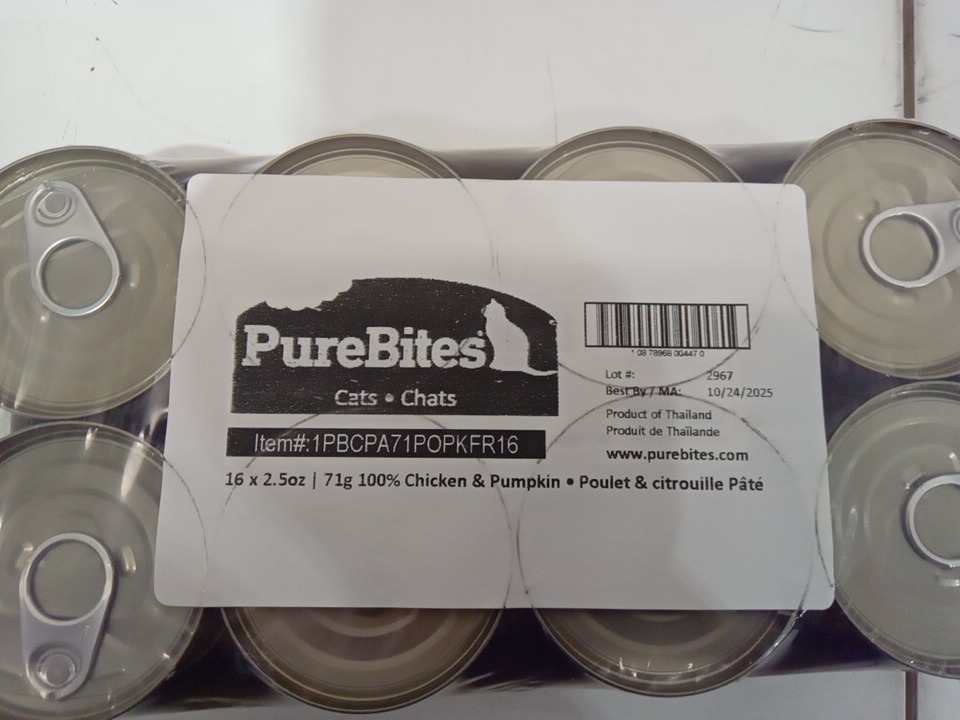 PureBites
Cats • Chats
Item#:1PBCPA71POPKFR16
16 x 2.5oz | 71g 100% Chicken & Pumpkin • Poulet & citrouille Pâté
1 08 78968 00447 0
Lot #: 2967
Best By / MA: 10/24/2025
Product of Thailand
Produit de Thaïlande
www.purebites.com